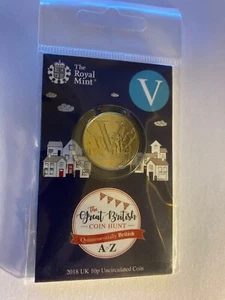 The
Royal
Mint®
V
The
Great British
COIN HUNT
Quintessentially British
A-Z
2018 UK 10p Uncirculated Coin